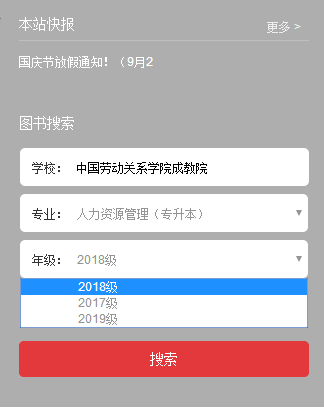 本站快报 更多 >
国庆节放假通知！（9月2
图书搜索
学校： 中国劳动关系学院成教院
专业： 人力资源管理（专升本） ▼
年级： 2018级 ▼
2018级
2017级
2019级
搜索